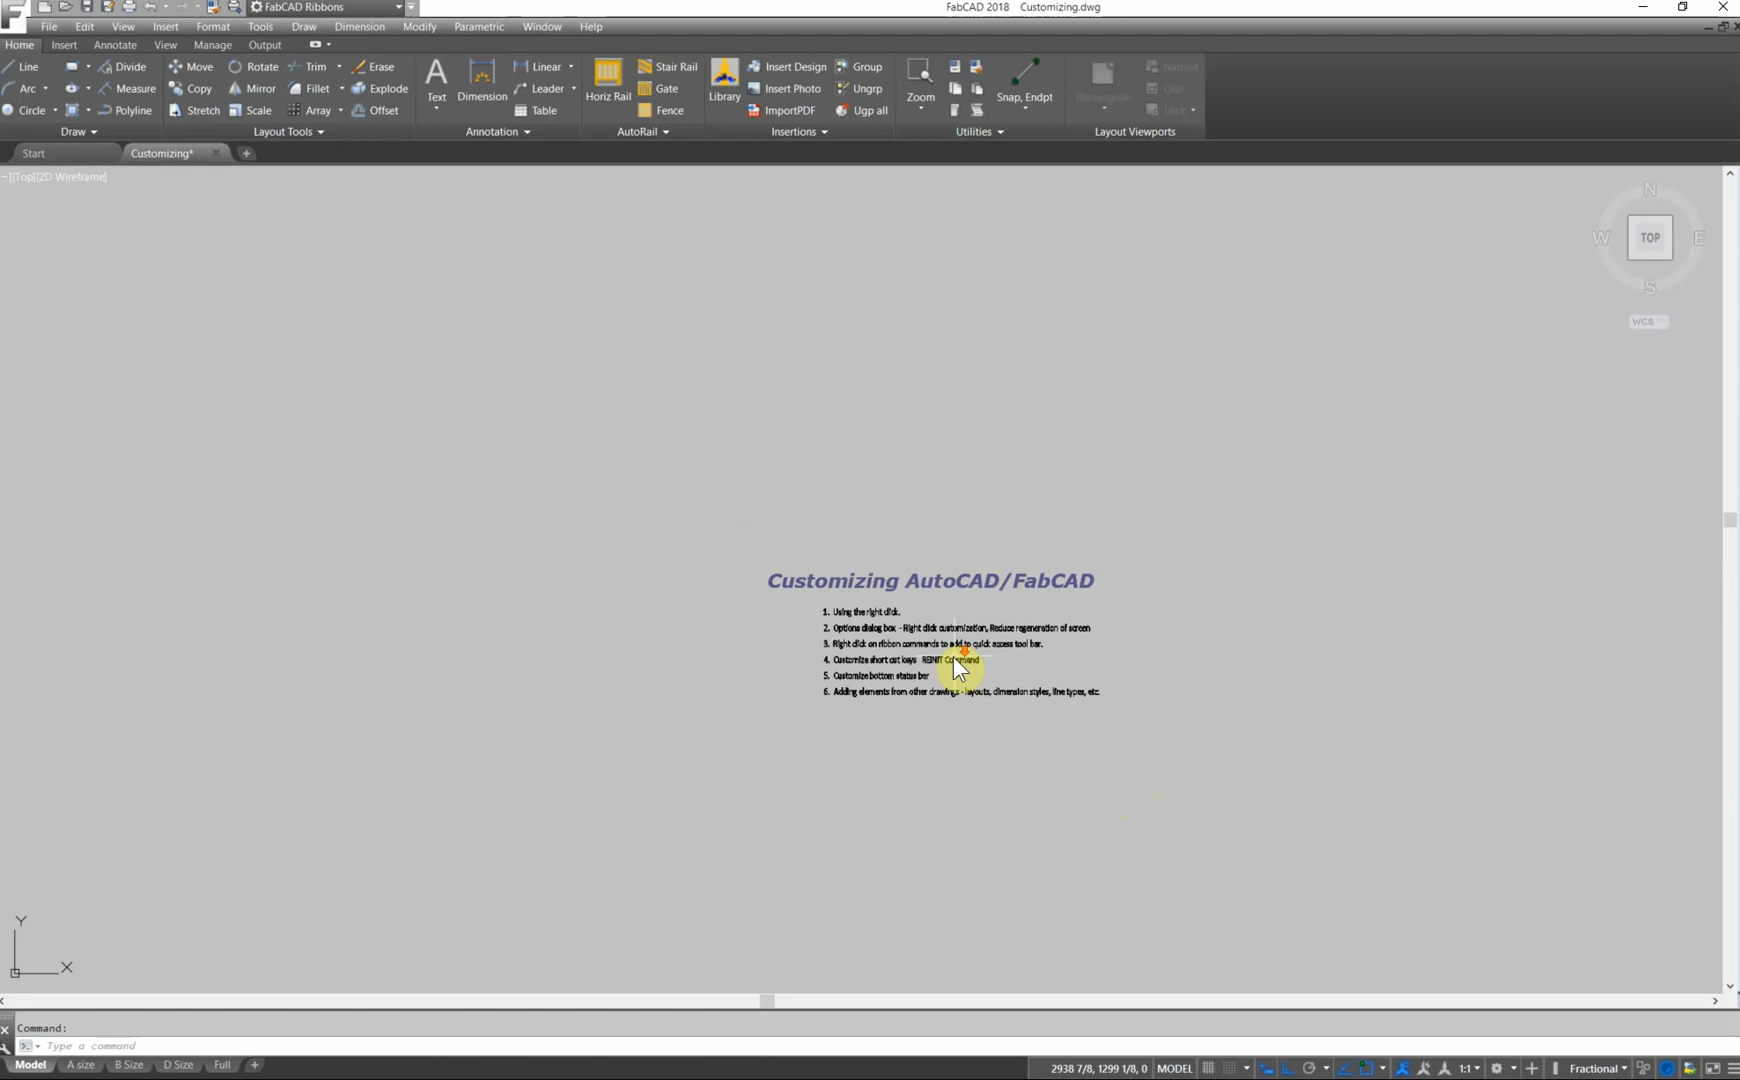 FabCAD Ribbons
FabCAD 2018 Customizing.dwg
File Edit View Insert Format Tools Draw Dimension Modify Parametric Window Help
Home Insert Annotate View Manage Output
Line Divide Move Rotate Trim Erase Linear Stair Rail Insert Design Group Named
Arc Measure Copy Mirror Fillet Explode Text Dimension Leader Horiz Rail Gate Library Insert Photo Ungrp Zoom Snap, Endpt Rectangular Clip
Circle Polyline Stretch Scale Array Offset Table Fence ImportPDF Ugp all Lock
Draw Layout Tools Annotation AutoRail Insertions Utilities Layout Viewports
Start Customizing*
–][Top][2D Wireframe]
N
W TOP E
S
WCS
Customizing AutoCAD/FabCAD
1. Using the right click.
2. Options dialog box - Right click customization, Reduce regeneration of screen
3. Right click on ribbon commands to add to quick access tool bar.
4. Customize short cut keys REINIT Command
5. Customize bottom status bar
6. Adding elements from other drawings - layouts, dimension styles, line types, etc.
Y
X
Command:
Type a command
Model A size B Size D Size Full
2938 7/8, 1299 1/8, 0 MODEL 1:1 Fractional